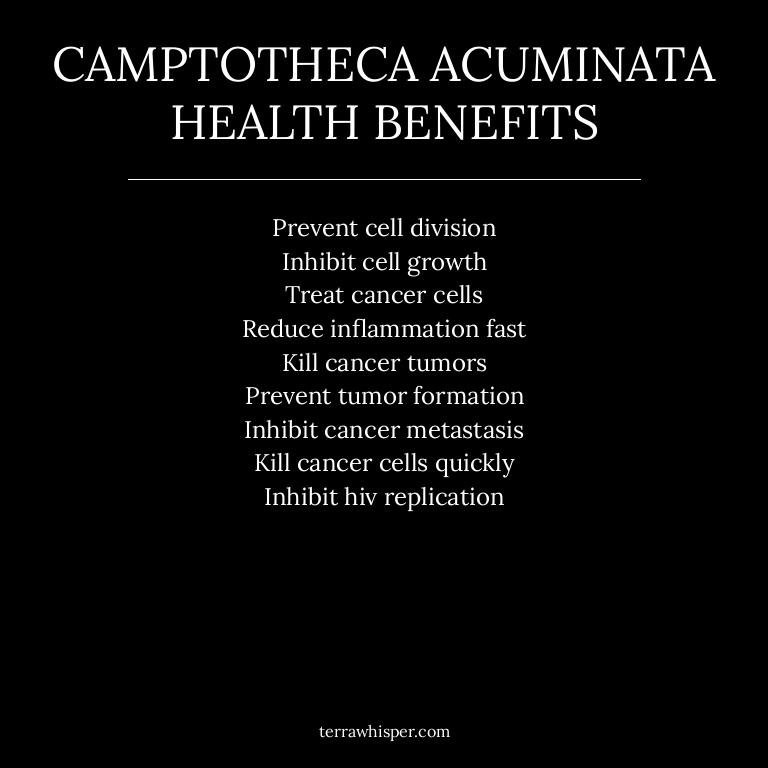 CAMPTOTHECA ACUMINATA
HEALTH BENEFITS
Prevent cell division
Inhibit cell growth
Treat cancer cells
Reduce inflammation fast
Kill cancer tumors
Prevent tumor formation
Inhibit cancer metastasis
Kill cancer cells quickly
Inhibit hiv replication
terrawhisper.com